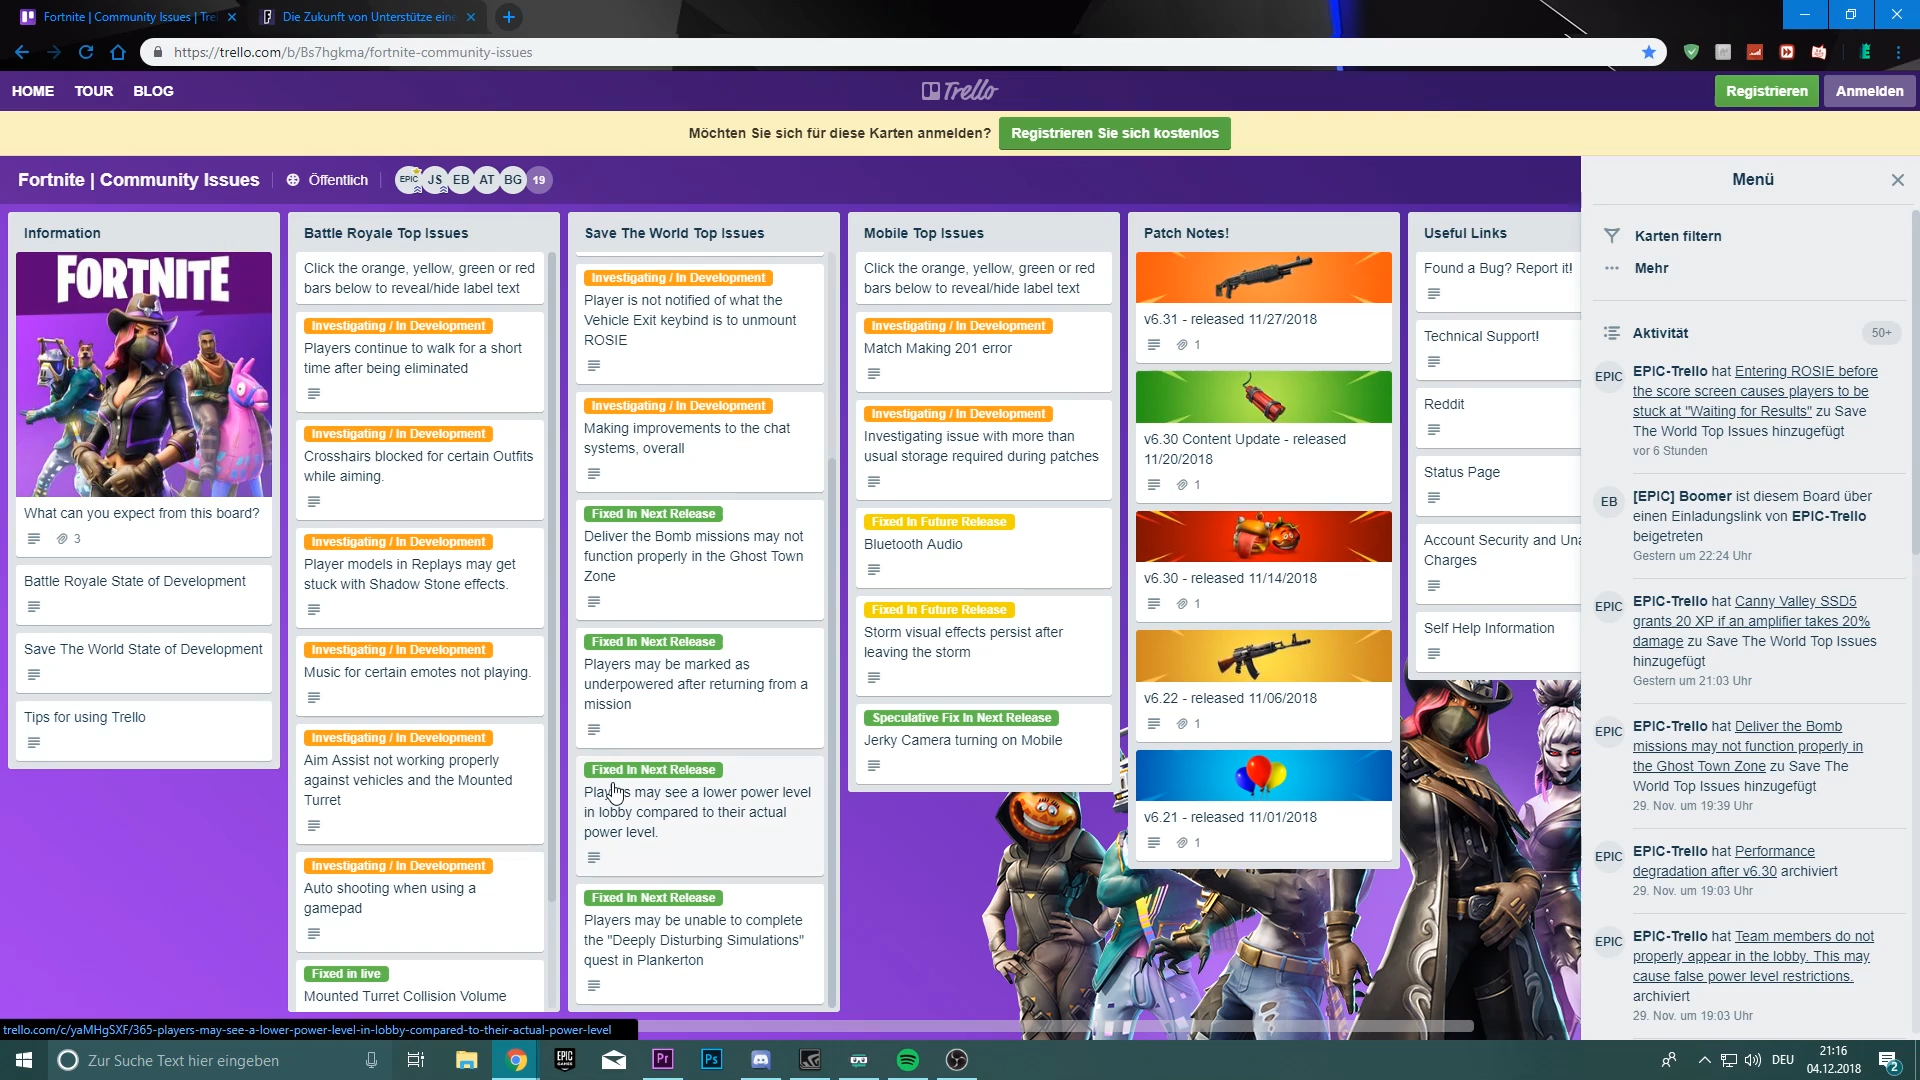 Fortnite | Community Issues | Tre
Die Zukunft von Unterstütze eine
https://trello.com/b/Bs7hgkma/fortnite-community-issues
HOME
TOUR
BLOG
Trello
Registrieren
Anmelden
Möchten Sie sich für diese Karten anmelden?
Registrieren Sie sich kostenlos
Fortnite | Community Issues
Öffentlich
EPIC
JS
EB
AT
BG
19
Information
FORTNITE
What can you expect from this board?
3
Battle Royale State of Development
Save The World State of Development
Tips for using Trello
Battle Royale Top Issues
Click the orange, yellow, green or red
bars below to reveal/hide label text
Investigating / In Development
Players continue to walk for a short
time after being eliminated
Investigating / In Development
Crosshairs blocked for certain Outfits
while aiming.
Investigating / In Development
Player models in Replays may get
stuck with Shadow Stone effects.
Investigating / In Development
Music for certain emotes not playing.
Investigating / In Development
Aim Assist not working properly
against vehicles and the Mounted
Turret
Investigating / In Development
Auto shooting when using a
gamepad
Fixed in live
Mounted Turret Collision Volume
Save The World Top Issues
Investigating / In Development
Player is not notified of what the
Vehicle Exit keybind is to unmount
ROSIE
Investigating / In Development
Making improvements to the chat
systems, overall
Fixed In Next Release
Deliver the Bomb missions may not
function properly in the Ghost Town
Zone
Fixed In Next Release
Players may be marked as
underpowered after returning from a
mission
Fixed In Next Release
Players may see a lower power level
in lobby compared to their actual
power level.
Fixed In Next Release
Players may be unable to complete
the "Deeply Disturbing Simulations"
quest in Plankerton
Mobile Top Issues
Click the orange, yellow, green or red
bars below to reveal/hide label text
Investigating / In Development
Match Making 201 error
Investigating / In Development
Investigating issue with more than
usual storage required during patches
Fixed In Future Release
Bluetooth Audio
Fixed In Future Release
Storm visual effects persist after
leaving the storm
Speculative Fix In Next Release
Jerky Camera turning on Mobile
Patch Notes!
v6.31 - released 11/27/2018
1
v6.30 Content Update - released
11/20/2018
1
v6.30 - released 11/14/2018
1
v6.22 - released 11/06/2018
1
v6.21 - released 11/01/2018
1
Useful Links
Found a Bug? Report it!
Technical Support!
Reddit
Status Page
Account Security and Una
Charges
Self Help Information
Menü
Karten filtern
Mehr
Aktivität
50+
EPIC
EPIC-Trello hat Entering ROSIE before
the score screen causes players to be
stuck at "Waiting for Results" zu Save
The World Top Issues hinzugefügt
vor 6 Stunden
EB
[EPIC] Boomer ist diesem Board über
einen Einladungslink von EPIC-Trello
beigetreten
Gestern um 22:24 Uhr
EPIC
EPIC-Trello hat Canny Valley SSD5
grants 20 XP if an amplifier takes 20%
damage zu Save The World Top Issues
hinzugefügt
Gestern um 21:03 Uhr
EPIC
EPIC-Trello hat Deliver the Bomb
missions may not function properly in
the Ghost Town Zone zu Save The
World Top Issues hinzugefügt
29. Nov. um 19:39 Uhr
EPIC
EPIC-Trello hat Performance
degradation after v6.30 archiviert
29. Nov. um 19:03 Uhr
EPIC
EPIC-Trello hat Team members do not
properly appear in the lobby. This may
cause false power level restrictions.
archiviert
29. Nov. um 19:03 Uhr
trello.com/c/yaMHgSXF/365-players-may-see-a-lower-power-level-in-lobby-compared-to-their-actual-power-level
Zur Suche Text hier eingeben
EPIC
GAMES
Pr
Ps
DEU
21:16
04.12.2018
2